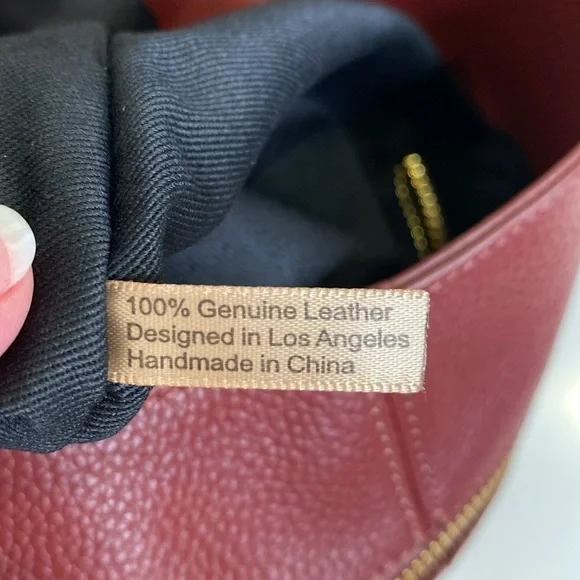 100% Genuine Leather
Designed in Los Angeles
Handmade in China